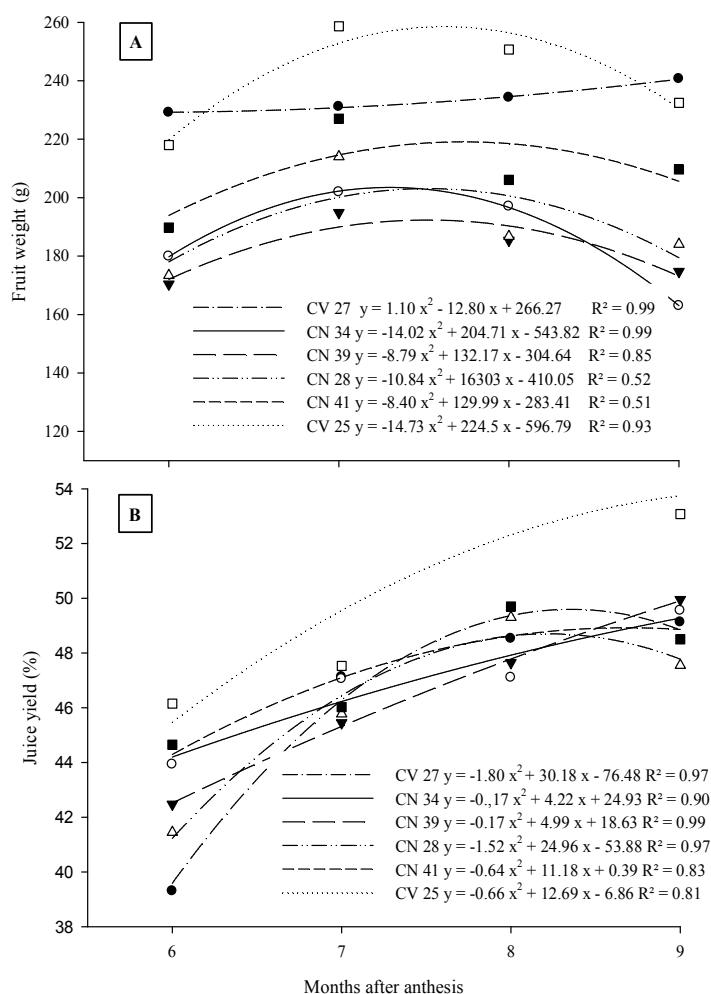 260
A
240
220
200
180
160
140
120
Fruit weight (g)
CV 27 y = 1.10 x² - 12.80 x + 266.27 R² = 0.99
CN 34 y = -14.02 x² + 204.71 x - 543.82 R² = 0.99
CN 39 y = -8.79 x² + 132.17 x - 304.64 R² = 0.85
CN 28 y = -10.84 x² + 16303 x - 410.05 R² = 0.52
CN 41 y = -8.40 x² + 129.99 x - 283.41 R² = 0.51
CV 25 y = -14.73 x² + 224.5 x - 596.79 R² = 0.93
54
B
52
50
48
46
44
42
40
38
Juice yield (%)
CV 27 y = -1.80 x² + 30.18 x - 76.48 R² = 0.97
CN 34 y = -0.,17 x² + 4.22 x + 24.93 R² = 0.90
CN 39 y = -0.17 x² + 4.99 x + 18.63 R² = 0.99
CN 28 y = -1.52 x² + 24.96 x - 53.88 R² = 0.97
CN 41 y = -0.64 x² + 11.18 x + 0.39 R² = 0.83
CV 25 y = -0.66 x² + 12.69 x - 6.86 R² = 0.81
6 7 8 9
Months after anthesis